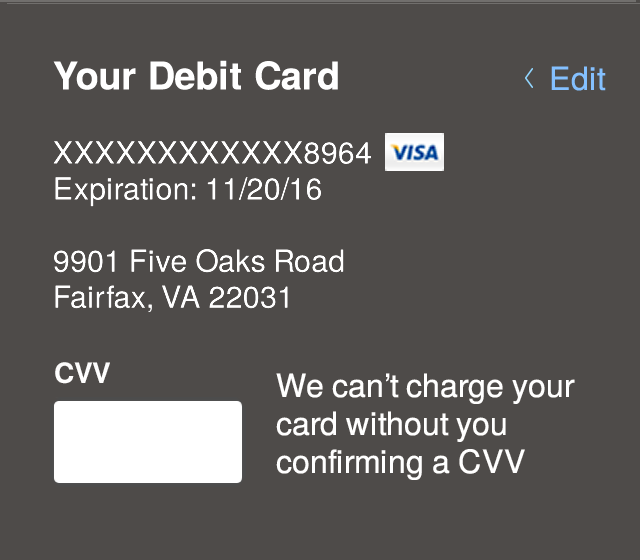 Your Debit Card
Edit
XXXXXXXXXXXX8964 VISA
Expiration: 11/20/16
9901 Five Oaks Road
Fairfax, VA 22031
CVV
We can't charge your
card without you
confirming a CVV